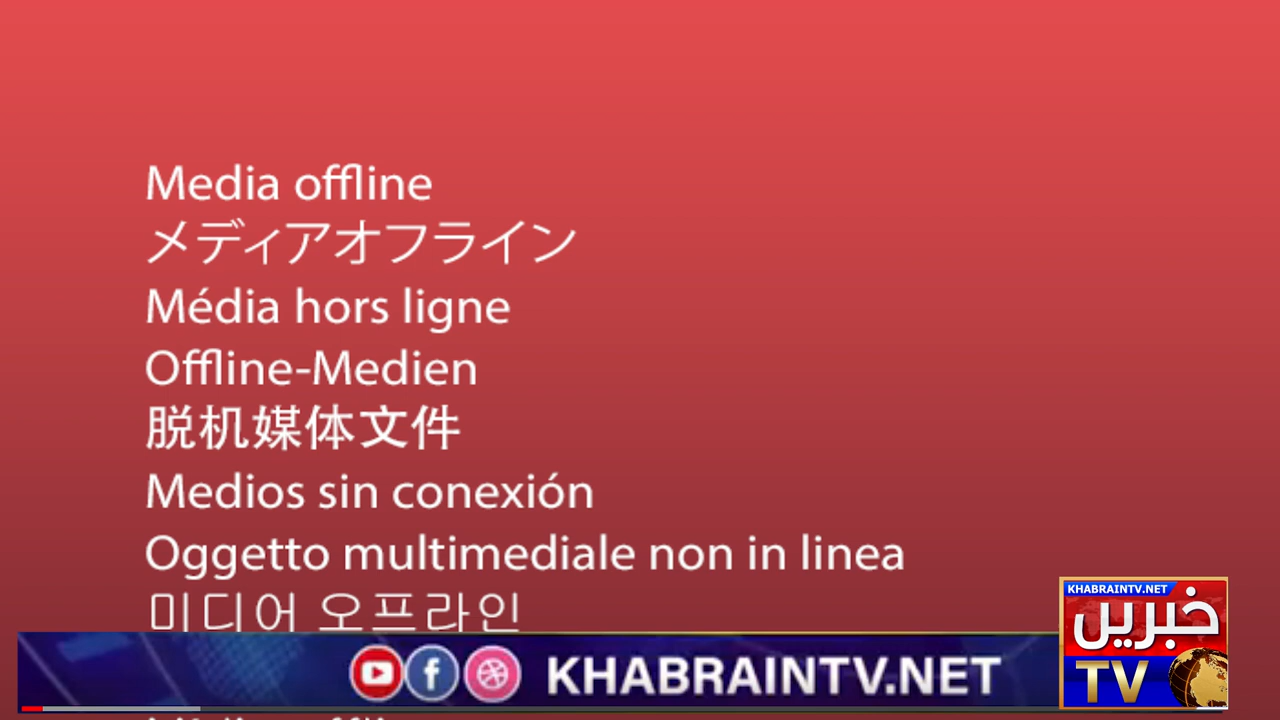 Media offline
メディアオフライン
Média hors ligne
Offline-Medien
脱机媒体文件
Medios sin conexión
Oggetto multimediale non in linea
미디어 오프라인
KHABRAINTV.NET
KHABRAINTV.NET
خبریں
TV